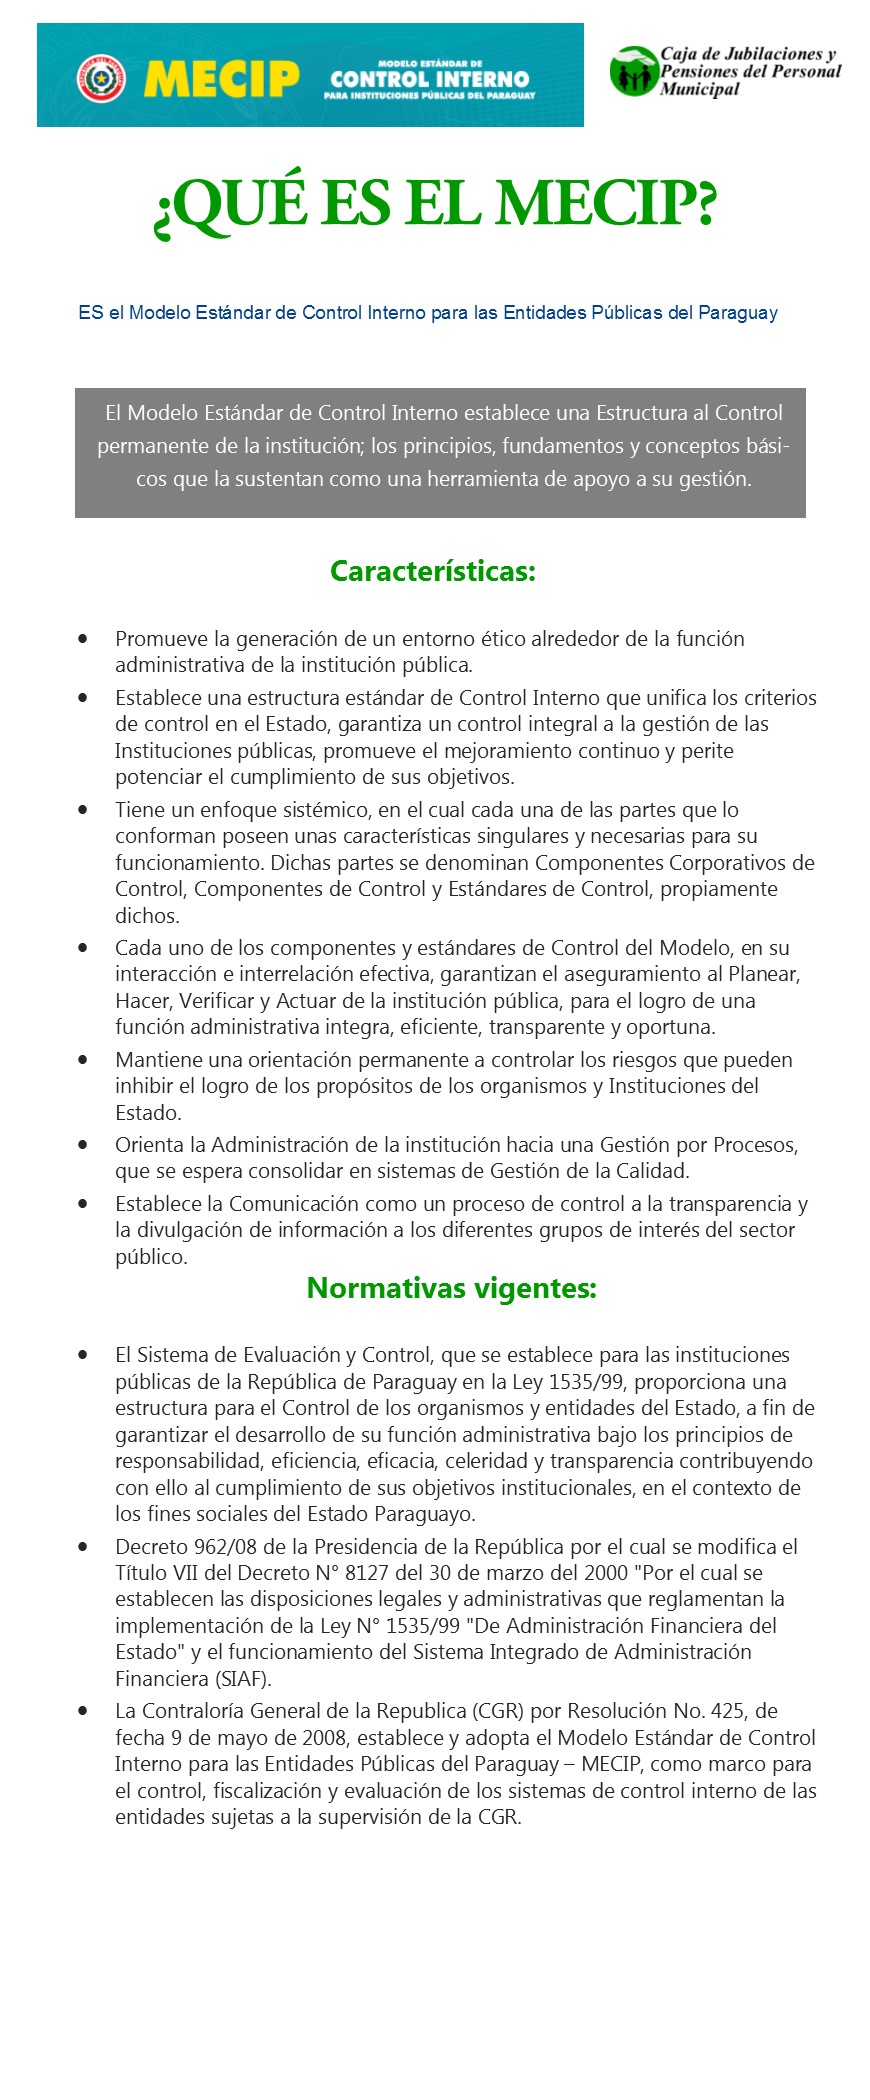 MECIP
MODELO ESTÁNDAR DE
CONTROL INTERNO
PARA INSTITUCIONES PÚBLICAS DEL PARAGUAY
Caja de Jubilaciones y
Pensiones del Personal
Municipal
¿QUÉ ES EL MECIP?
ES el Modelo Estándar de Control Interno para las Entidades Públicas del Paraguay
El Modelo Estándar de Control Interno establece una Estructura al Control
permanente de la institución; los principios, fundamentos y conceptos bási-
cos que la sustentan como una herramienta de apoyo a su gestión.
Características:
• Promueve la generación de un entorno ético alrededor de la función
administrativa de la institución pública.
• Establece una estructura estándar de Control Interno que unifica los criterios
de control en el Estado, garantiza un control integral a la gestión de las
Instituciones públicas, promueve el mejoramiento continuo y perite
potenciar el cumplimiento de sus objetivos.
• Tiene un enfoque sistémico, en el cual cada una de las partes que lo
conforman poseen unas características singulares y necesarias para su
funcionamiento. Dichas partes se denominan Componentes Corporativos de
Control, Componentes de Control y Estándares de Control, propiamente
dichos.
• Cada uno de los componentes y estándares de Control del Modelo, en su
interacción e interrelación efectiva, garantizan el aseguramiento al Planear,
Hacer, Verificar y Actuar de la institución pública, para el logro de una
función administrativa integra, eficiente, transparente y oportuna.
• Mantiene una orientación permanente a controlar los riesgos que pueden
inhibir el logro de los propósitos de los organismos y Instituciones del
Estado.
• Orienta la Administración de la institución hacia una Gestión por Procesos,
que se espera consolidar en sistemas de Gestión de la Calidad.
• Establece la Comunicación como un proceso de control a la transparencia y
la divulgación de información a los diferentes grupos de interés del sector
público.
Normativas vigentes:
• El Sistema de Evaluación y Control, que se establece para las instituciones
públicas de la República de Paraguay en la Ley 1535/99, proporciona una
estructura para el Control de los organismos y entidades del Estado, a fin de
garantizar el desarrollo de su función administrativa bajo los principios de
responsabilidad, eficiencia, eficacia, celeridad y transparencia contribuyendo
con ello al cumplimiento de sus objetivos institucionales, en el contexto de
los fines sociales del Estado Paraguayo.
• Decreto 962/08 de la Presidencia de la República por el cual se modifica el
Título VII del Decreto N° 8127 del 30 de marzo del 2000 "Por el cual se
establecen las disposiciones legales y administrativas que reglamentan la
implementación de la Ley N° 1535/99 "De Administración Financiera del
Estado" y el funcionamiento del Sistema Integrado de Administración
Financiera (SIAF).
• La Contraloría General de la Republica (CGR) por Resolución No. 425, de
fecha 9 de mayo de 2008, establece y adopta el Modelo Estándar de Control
Interno para las Entidades Públicas del Paraguay – MECIP, como marco para
el control, fiscalización y evaluación de los sistemas de control interno de las
entidades sujetas a la supervisión de la CGR.